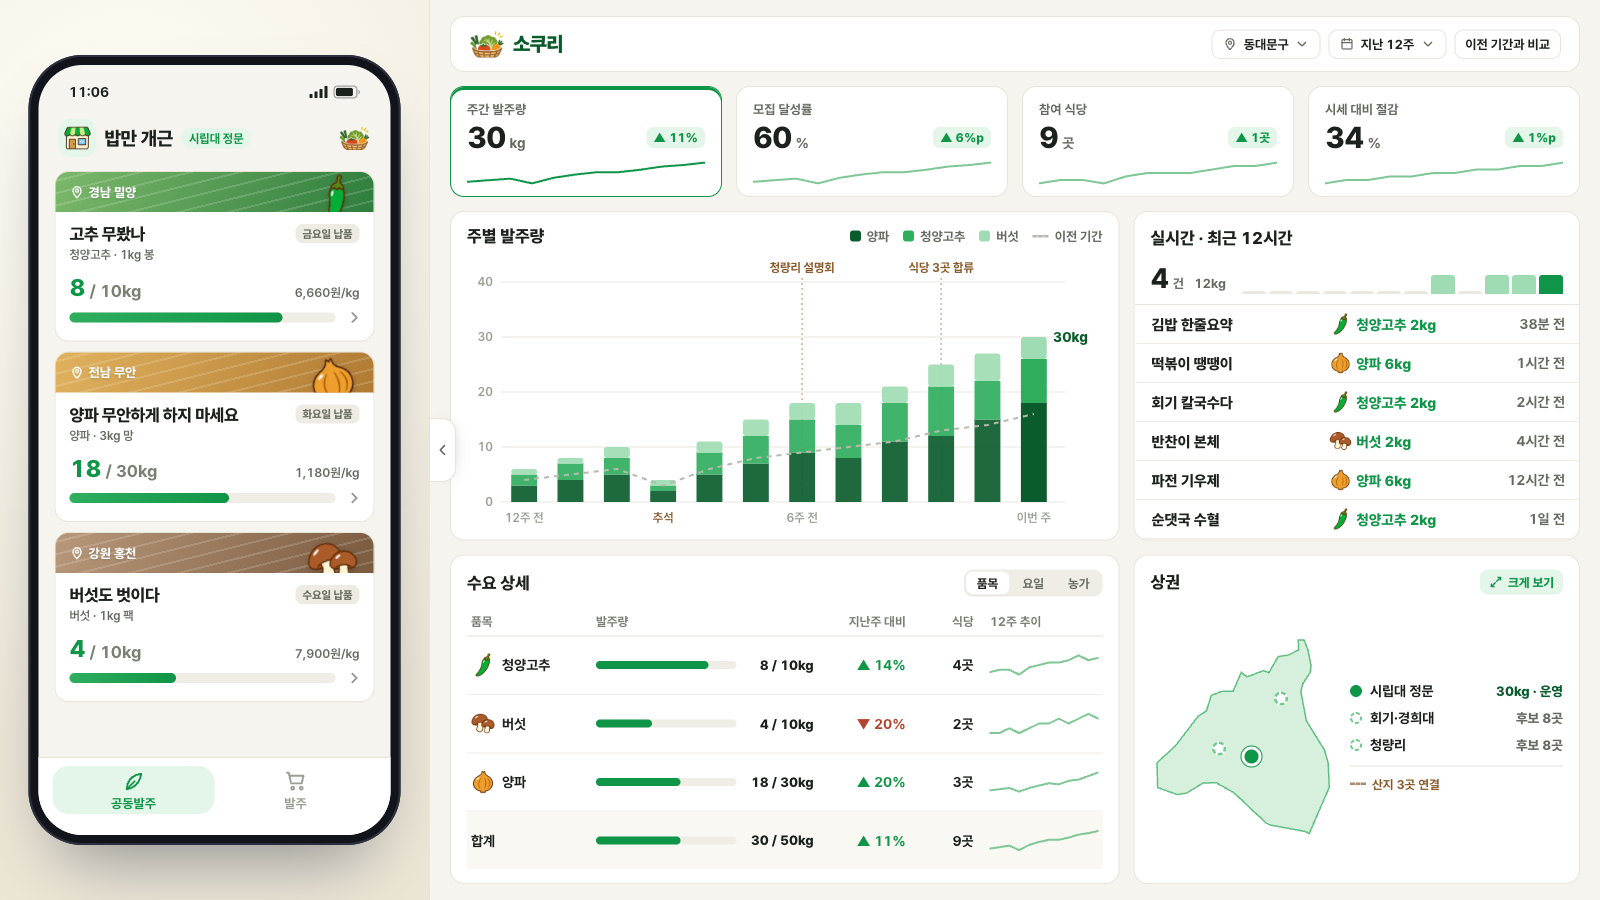 11:06
밥만 개근 시립대 정문
경남 밀양
고추 무봤나 금요일 납품
청양고추 · 1kg 봉
8 / 10kg 6,660원/kg
전남 무안
양파 무안하게 하지 마세요 화요일 납품
양파 · 3kg 망
18 / 30kg 1,180원/kg
강원 홍천
버섯도 벗이다 수요일 납품
버섯 · 1kg 팩
4 / 10kg 7,900원/kg
공동발주 발주
소쿠리 동대문구 지난 12주 이전 기간과 비교
주간 발주량
30 kg ▲ 11%
모집 달성률
60 % ▲ 6%p
참여 식당
9 곳 ▲ 1곳
시세 대비 절감
34 % ▲ 1%p
주별 발주량 양파 청양고추 버섯 이전 기간
청량리 설명회 식당 3곳 합류
40
30 30kg
20
10
0
12주 전 추석 6주 전 이번 주
실시간 · 최근 12시간
4 건 12kg
김밥 한줄요약 청양고추 2kg 38분 전
떡볶이 땡땡이 양파 6kg 1시간 전
회기 칼국수다 청양고추 2kg 2시간 전
반찬이 본체 버섯 2kg 4시간 전
파전 기우제 양파 6kg 12시간 전
순댓국 수혈 청양고추 2kg 1일 전
수요 상세 품목 요일 농가
품목 발주량 지난주 대비 식당 12주 추이
청양고추 8 / 10kg ▲ 14% 4곳
버섯 4 / 10kg ▼ 20% 2곳
양파 18 / 30kg ▲ 20% 3곳
합계 30 / 50kg ▲ 11% 9곳
상권 크게 보기
시립대 정문 30kg · 운영
회기·경희대 후보 8곳
청량리 후보 8곳
산지 3곳 연결